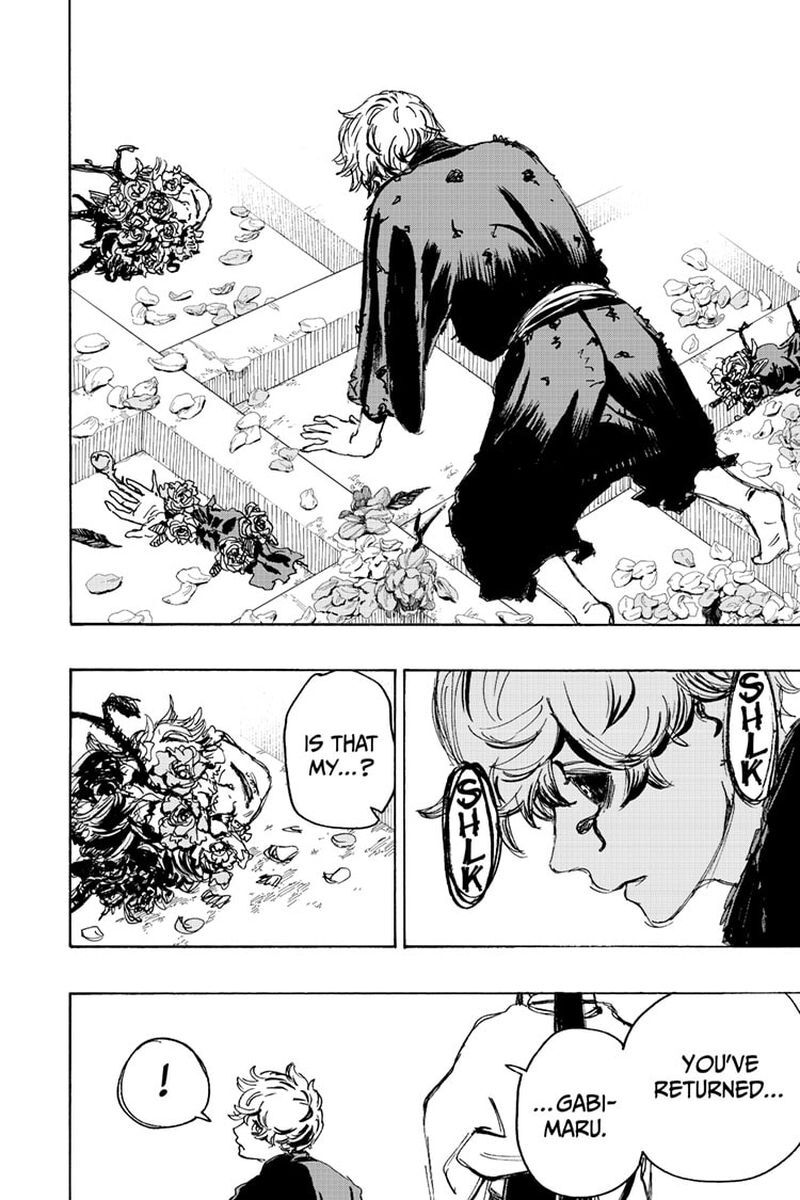 SHLK
SHLK
IS THAT
MY...?
YOU'VE
RETURNED...
...GABI-
MARU.
!